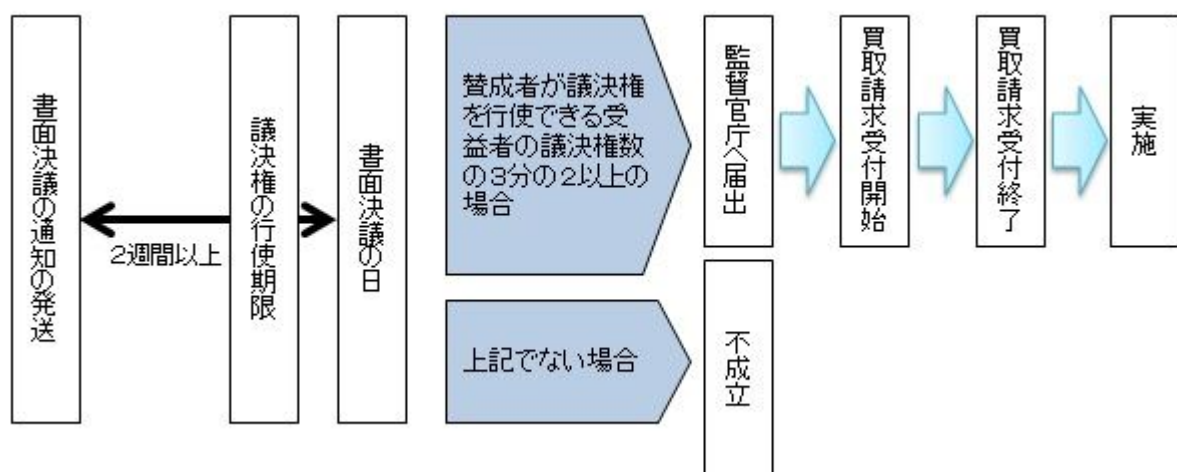 書面決議の通知の発送
2週間以上
議決権の行使期限
書面決議の日
賛成者が議決権
を行使できる受
益者の議決権数
の3分の2以上の
場合
監督官庁へ届出
買取請求受付開始
買取請求受付終了
実施
上記でない場合
不成立